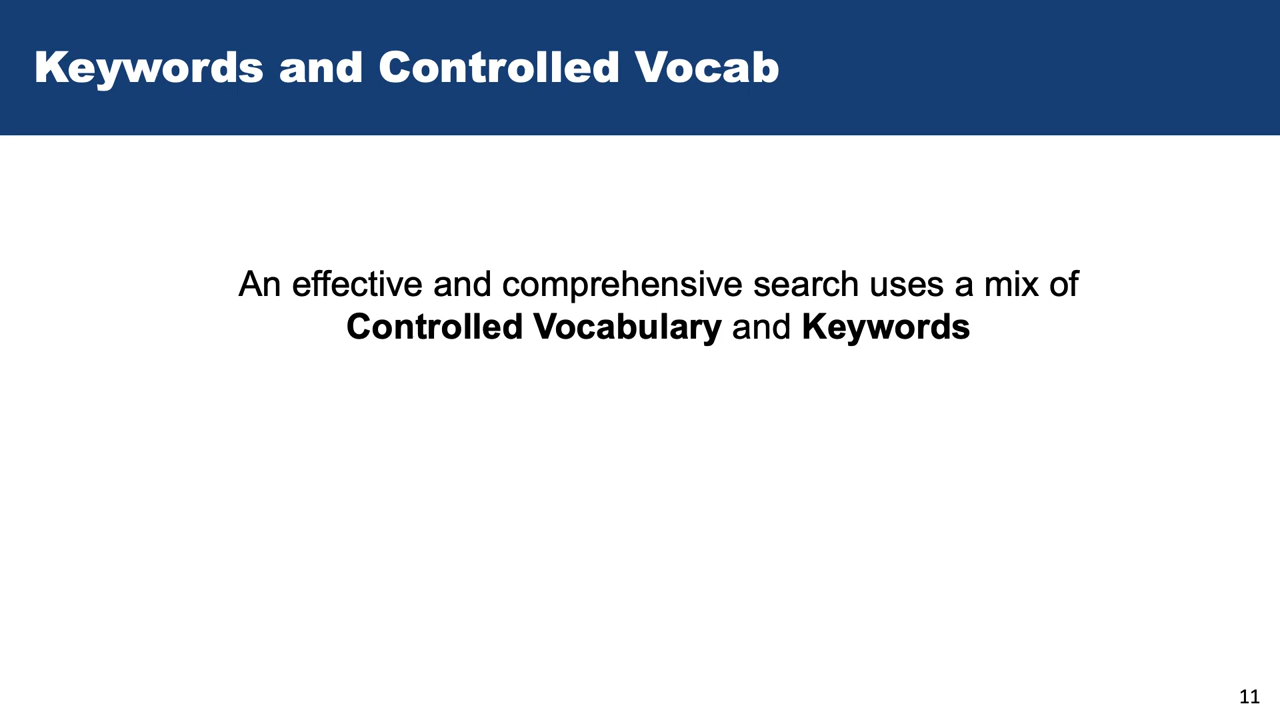 Keywords and Controlled Vocab
An effective and comprehensive search uses a mix of
Controlled Vocabulary and Keywords
11